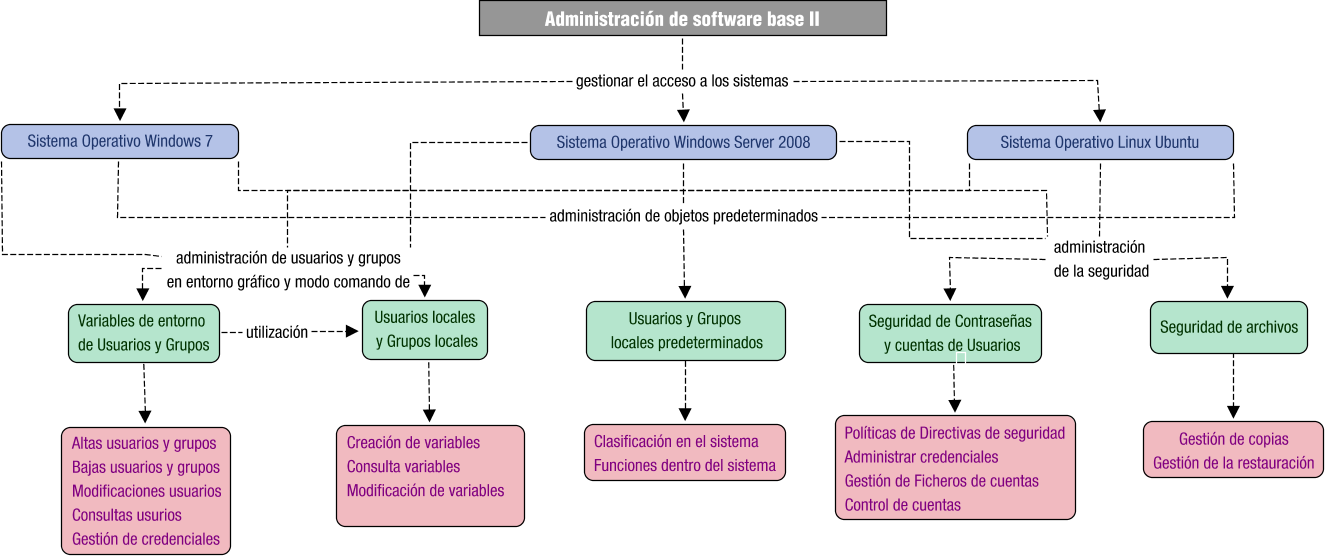 Administración de software base II
gestionar el acceso a los sistemas
Sistema Operativo Windows 7
Sistema Operativo Windows Server 2008
Sistema Operativo Linux Ubuntu
administración de objetos predeterminados
administración de usuarios y grupos
en entorno gráfico y modo comando de
administración
de la seguridad
Variables de entorno
de Usuarios y Grupos
utilización
Usuarios locales
y Grupos locales
Usuarios y Grupos
locales predeterminados
Seguridad de Contraseñas
y cuentas de Usuarios
Seguridad de archivos
Altas usuarios y grupos
Bajas usuarios y grupos
Modificaciones usuarios
Consultas usurios
Gestión de credenciales
Creación de variables
Consulta variables
Modificación de variables
Clasificación en el sistema
Funciones dentro del sistema
Políticas de Directivas de seguridad
Administrar credenciales
Gestión de Ficheros de cuentas
Control de cuentas
Gestión de copias
Gestión de la restauración